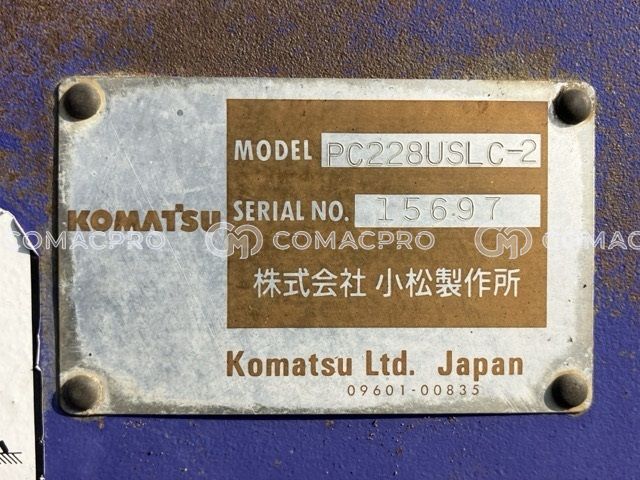 MODEL PC228USLC-2
KOMATSU SERIAL NO. 15697
COMACPRO COMACPRO COMACPRO
株式会社 小松製作所
Komatsu Ltd. Japan
09601-00835